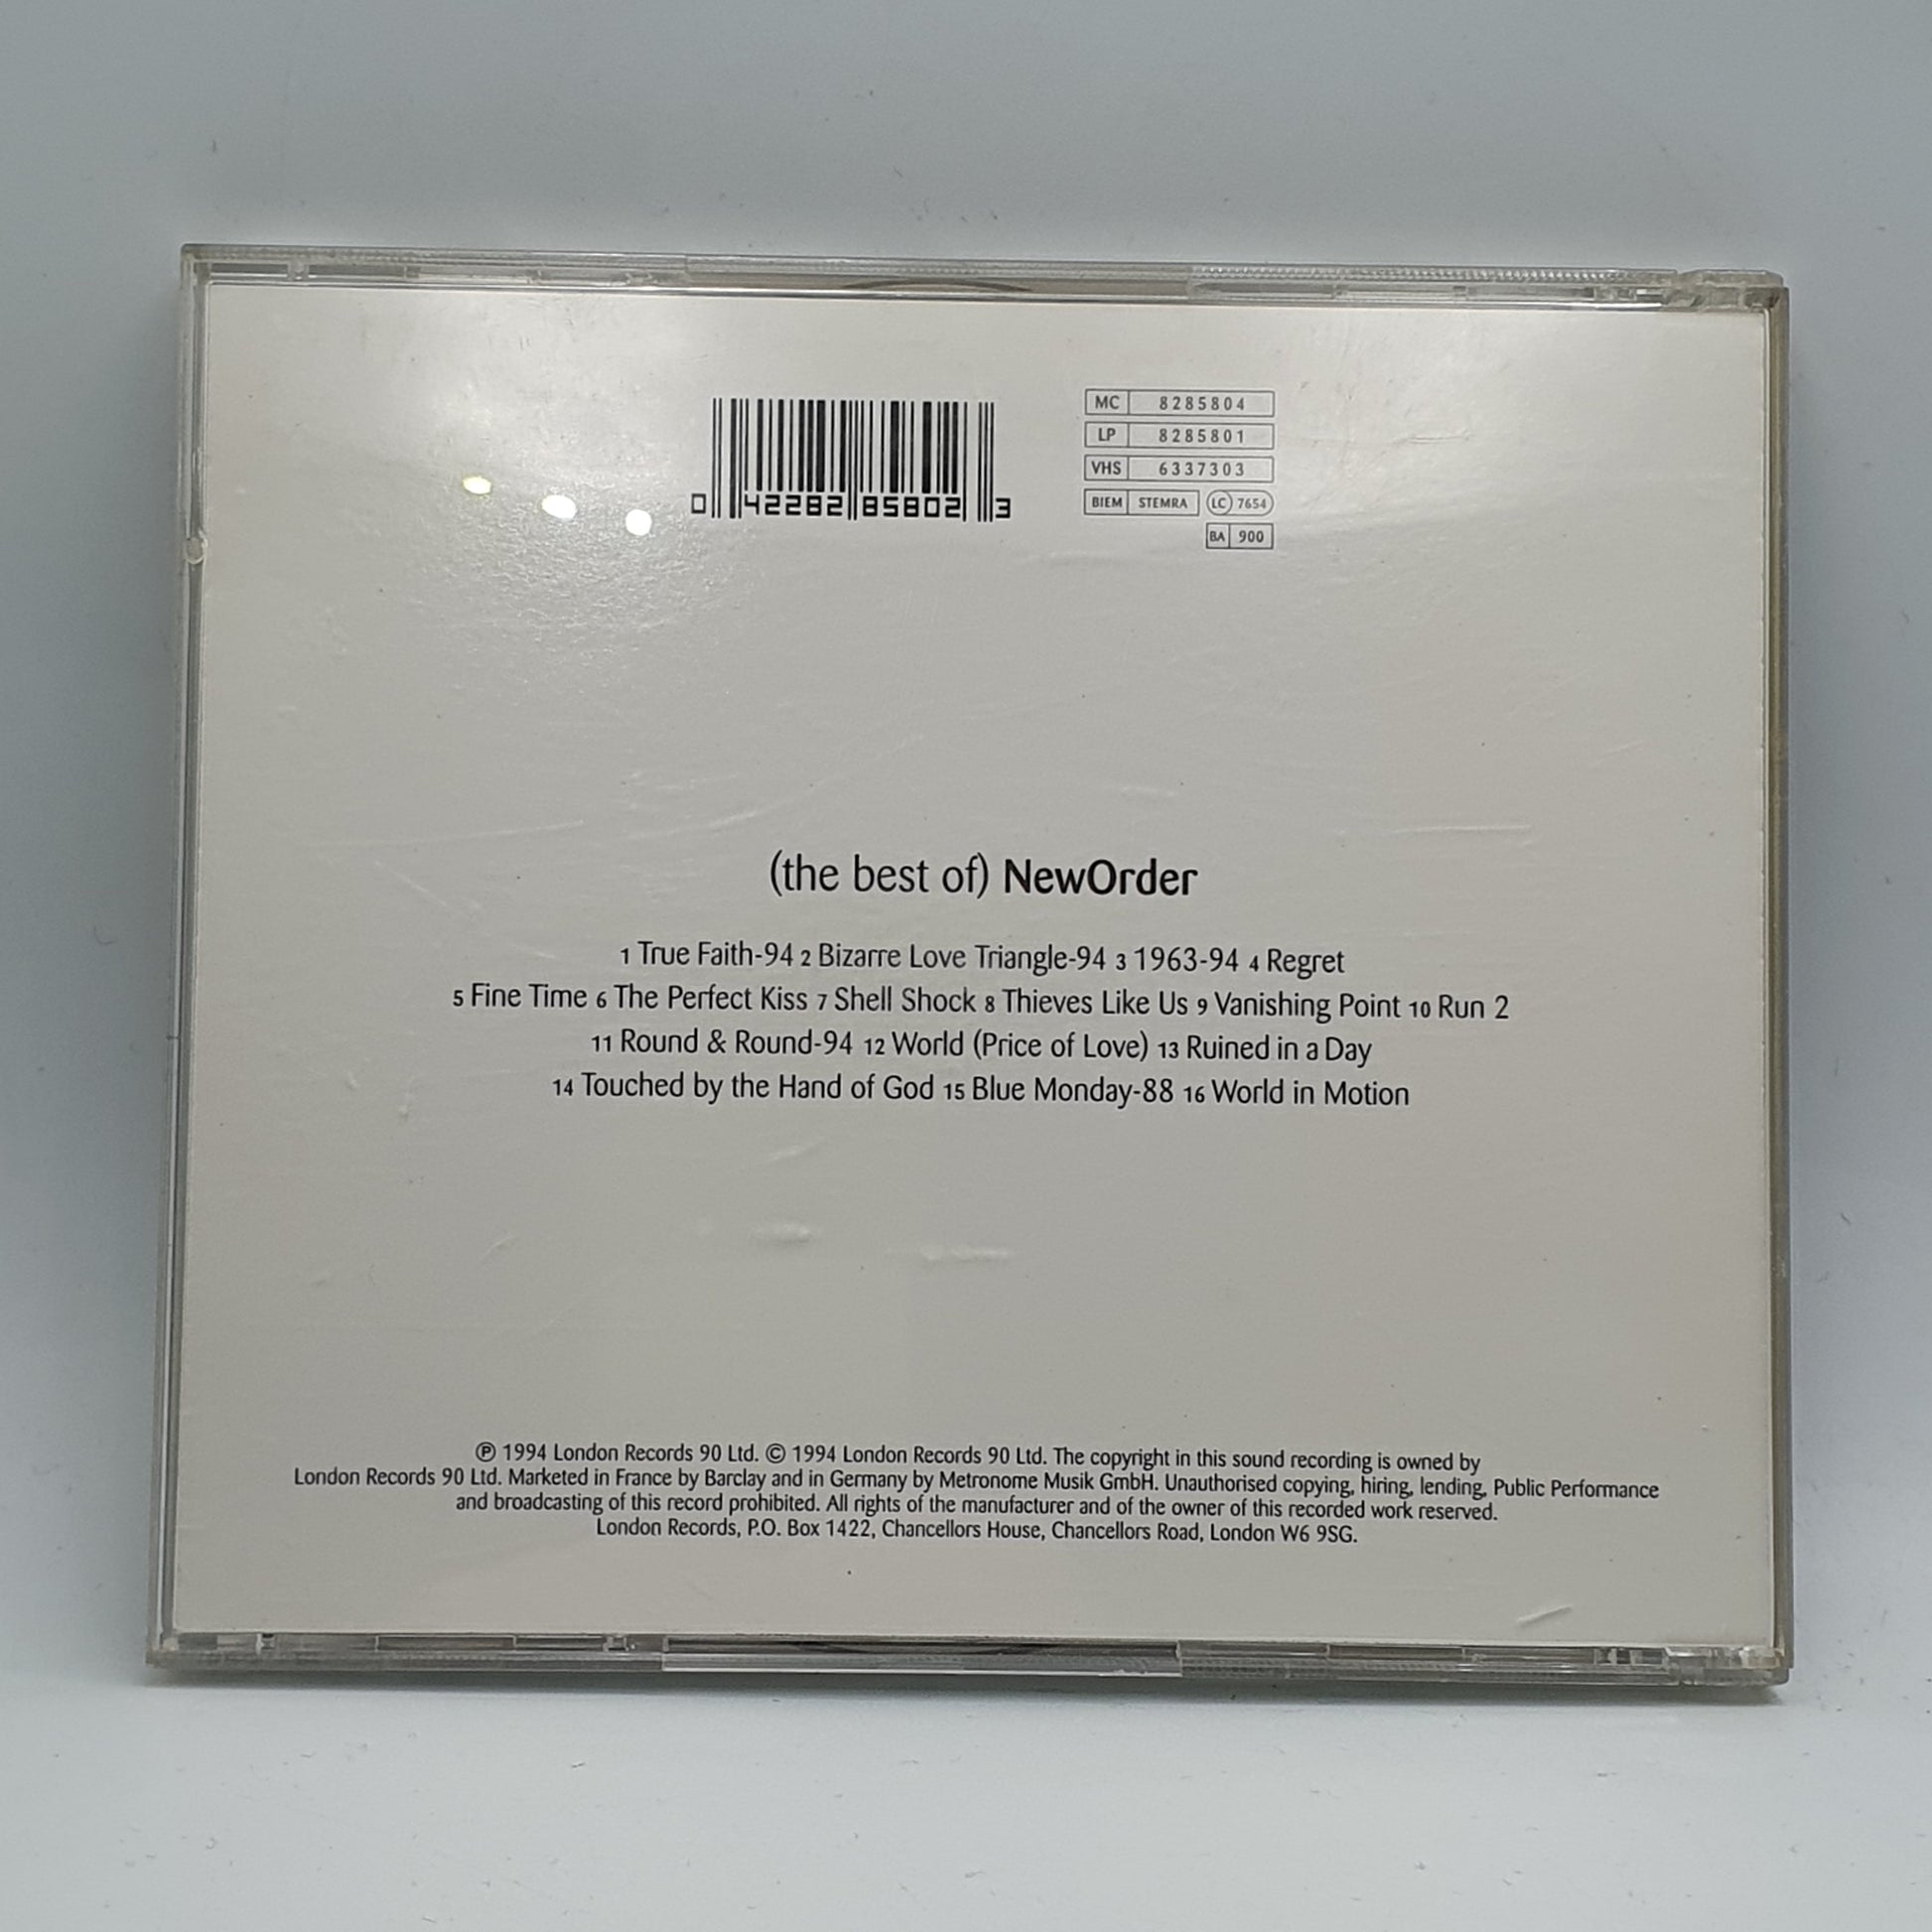 0 42282 85802 3
MC 8285804
LP 8285801
VHS 6337303
BIEM STEMRA LC 7654
BA 900
(the best of) NewOrder
1 True Faith-94 2 Bizarre Love Triangle-94 3 1963-94 4 Regret
5 Fine Time 6 The Perfect Kiss 7 Shell Shock 8 Thieves Like Us 9 Vanishing Point 10 Run 2
11 Round & Round-94 12 World (Price of Love) 13 Ruined in a Day
14 Touched by the Hand of God 15 Blue Monday-88 16 World in Motion
℗ 1994 London Records 90 Ltd. © 1994 London Records 90 Ltd. The copyright in this sound recording is owned by
London Records 90 Ltd. Marketed in France by Barclay and in Germany by Metronome Musik GmbH. Unauthorised copying, hiring, lending, Public Performance
and broadcasting of this record prohibited. All rights of the manufacturer and of the owner of this recorded work reserved.
London Records, P.O. Box 1422, Chancellors House, Chancellors Road, London W6 9SG.